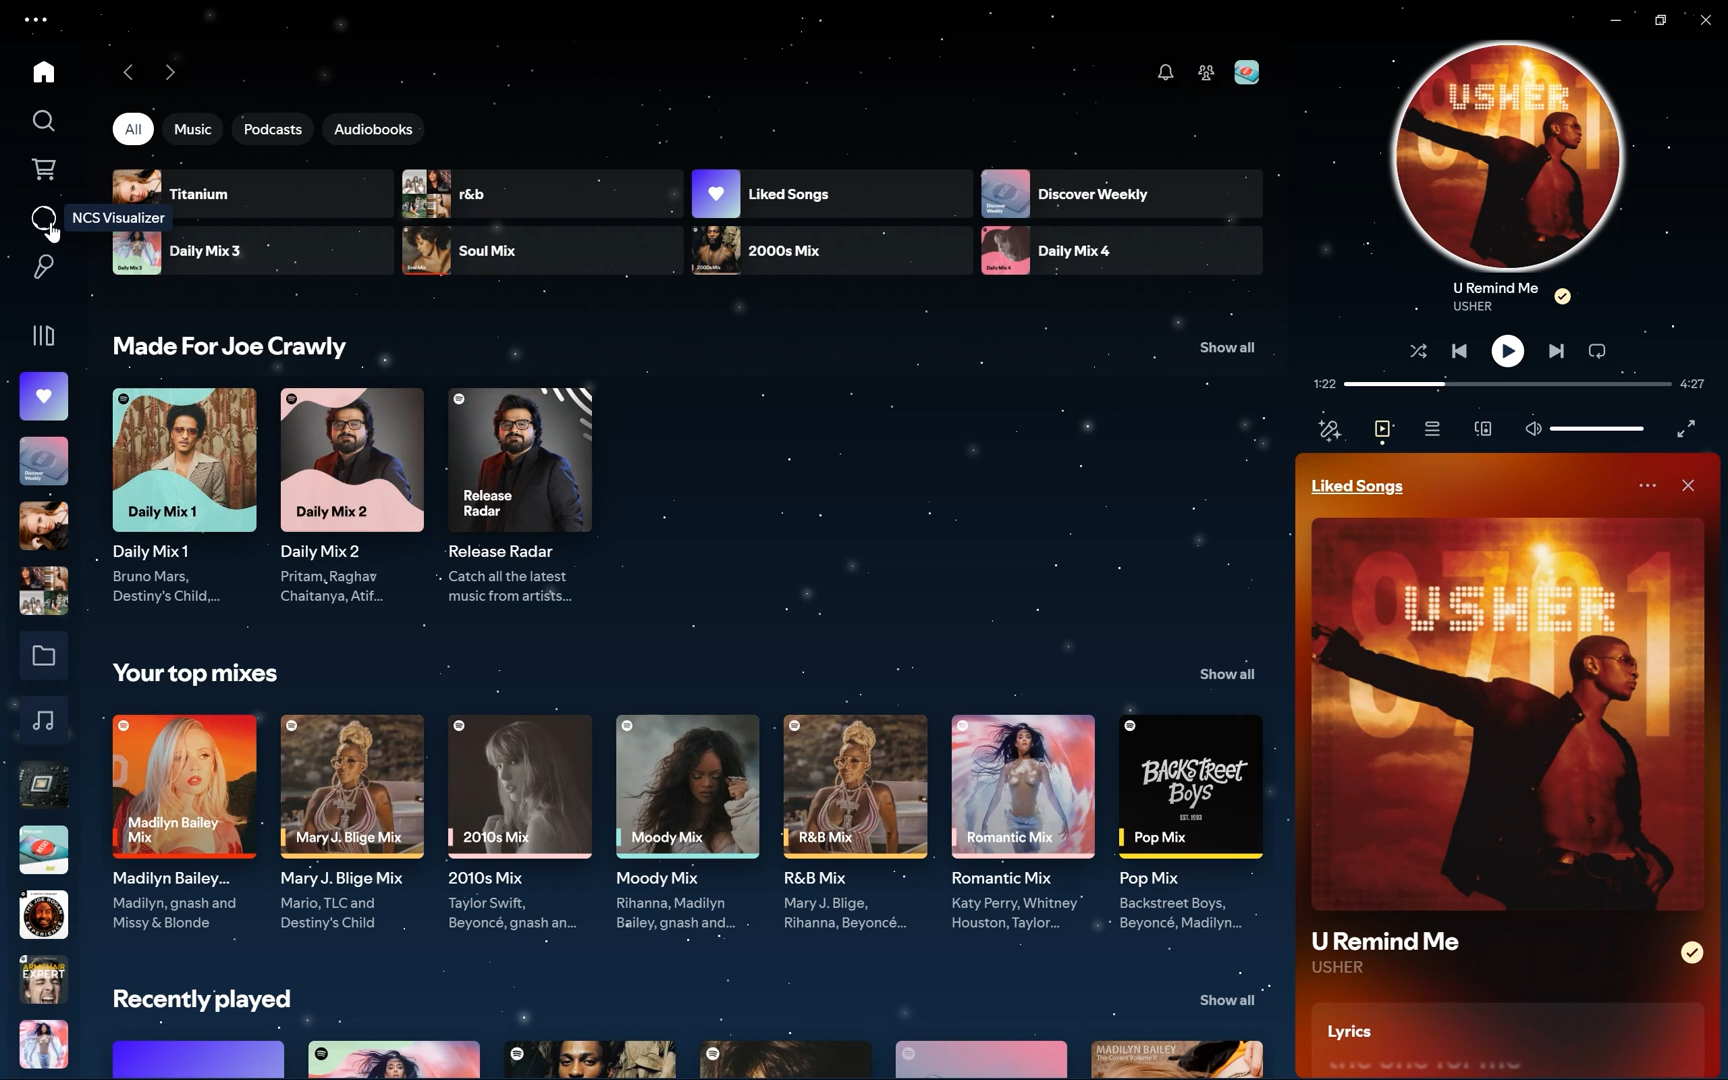 All
Music
Podcasts
Audiobooks
Titanium
r&b
Liked Songs
Discover Weekly
NCS Visualizer
Daily Mix 3
Soul Mix
2000s Mix
Daily Mix 4
Made For Joe Crawly
Show all
Daily Mix 1
Daily Mix 2
Release
Radar
Daily Mix 1
Bruno Mars,
Destiny's Child,...
Daily Mix 2
Pritam, Raghav
Chaitanya, Atif...
Release Radar
Catch all the latest
music from artists...
Your top mixes
Show all
Madilyn Bailey
Mix
Mary J. Blige Mix
2010s Mix
Moody Mix
R&B Mix
Romantic Mix
BACKSTREET
BOYS
EST. 1993
Pop Mix
Madilyn Bailey...
Madilyn, gnash and
Missy & Blonde
Mary J. Blige Mix
Mario, TLC and
Destiny's Child
2010s Mix
Taylor Swift,
Beyoncé, gnash an...
Moody Mix
Rihanna, Madilyn
Bailey, gnash and...
R&B Mix
Mary J. Blige,
Rihanna, Beyoncé...
Romantic Mix
Katy Perry, Whitney
Houston, Taylor...
Pop Mix
Backstreet Boys,
Beyoncé, Madilyn...
Recently played
Show all
MADILYN BAILEY
ARMCHAIR
EXPERT
USHER
U Remind Me
USHER
1:22
4:27
Liked Songs
8701
USHER
U Remind Me
USHER
Lyrics